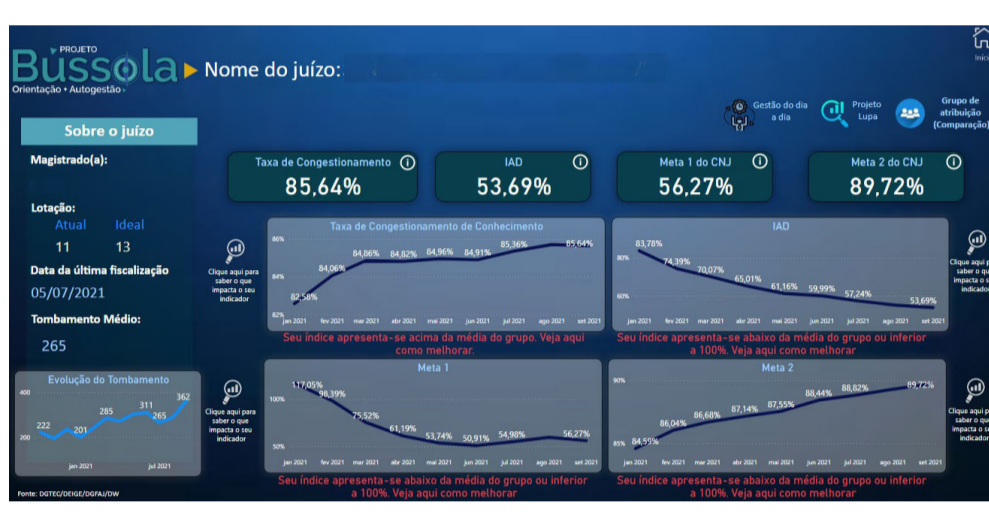 PROJETO
Bússola
Orientação • Autogestão
Nome do juízo:
Gestão do dia
a dia
Projeto
Lupa
Grupo de
atribuição
(Comparação)
Sobre o juízo
Magistrado(a):
Lotação:
Atual Ideal
11 13
Data da última fiscalização
05/07/2021
Tombamento Médio:
265
Taxa de Congestionamento
85,64%
IAD
53,69%
Meta 1 do CNJ
56,27%
Meta 2 do CNJ
89,72%
Clique aqui para
saber o que
impacta o seu
indicador
Taxa de Congestionamento de Conhecimento
86%
84%
82%
82,58% 84,06% 84,86% 84,82% 84,96% 84,91% 85,36% 85,64%
jan 2021 fev 2021 mar 2021 abr 2021 mai 2021 jun 2021 jul 2021 ago 2021 set 2021
Seu índice apresenta-se acima da média do grupo. Veja aqui
como melhorar.
IAD
80%
60%
83,78% 74,39% 70,07% 65,01% 61,16% 59,99% 57,24% 53,69%
jan 2021 fev 2021 mar 2021 abr 2021 mai 2021 jun 2021 jul 2021 ago 2021 set 2021
Seu índice apresenta-se abaixo da média do grupo ou inferior
a 100%. Veja aqui como melhorar
Clique aqui p
saber o qu
impacta o s
indicado
Evolução do Tombamento
400
200
222 201 285 311 265 362
jan 2021 jul 2021
Clique aqui para
saber o que
impacta o seu
indicador
Meta 1
100%
50%
117,05% 98,39% 75,52% 61,19% 53,74% 50,91% 54,98% 56,27%
jan 2021 fev 2021 mar 2021 abr 2021 mai 2021 jun 2021 jul 2021 ago 2021 set 2021
Seu índice apresenta-se abaixo da média do grupo ou inferior
a 100%. Veja aqui como melhorar
Meta 2
90%
85%
84,59% 86,04% 86,68% 87,14% 87,55% 88,44% 88,82% 89,72%
jan 2021 fev 2021 mar 2021 abr 2021 mai 2021 jun 2021 jul 2021 ago 2021 set 2021
Seu índice apresenta-se abaixo da média do grupo ou inferior
a 100%. Veja aqui como melhorar
Clique aqui p
saber o qu
impacta o se
indicador
Fonte: DGTEC/DEIGE/DGFAJ/DW